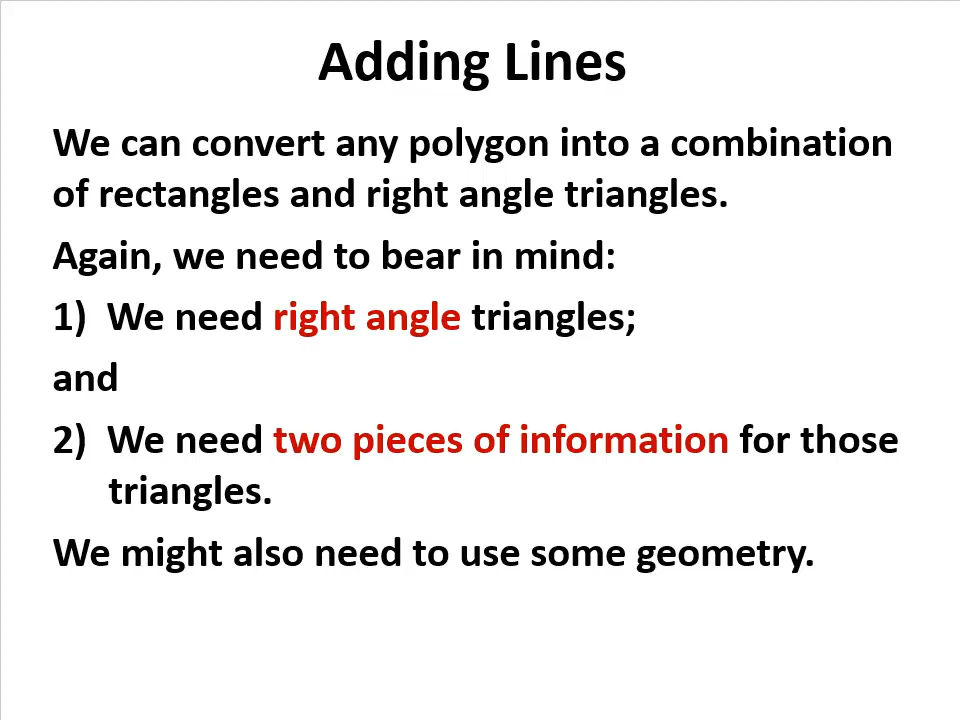 Adding Lines
We can convert any polygon into a combination
of rectangles and right angle triangles.
Again, we need to bear in mind:
1) We need right angle triangles;
and
2) We need two pieces of information for those
triangles.
We might also need to use some geometry.